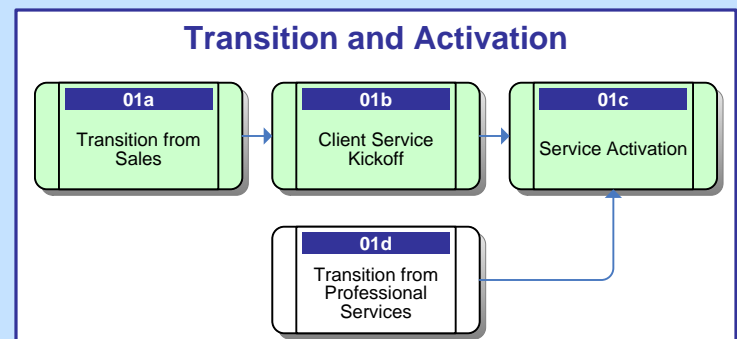 Transition and Activation
01a
Transition from
Sales
01b
Client Service
Kickoff
01c
Service Activation
01d
Transition from
Professional
Services